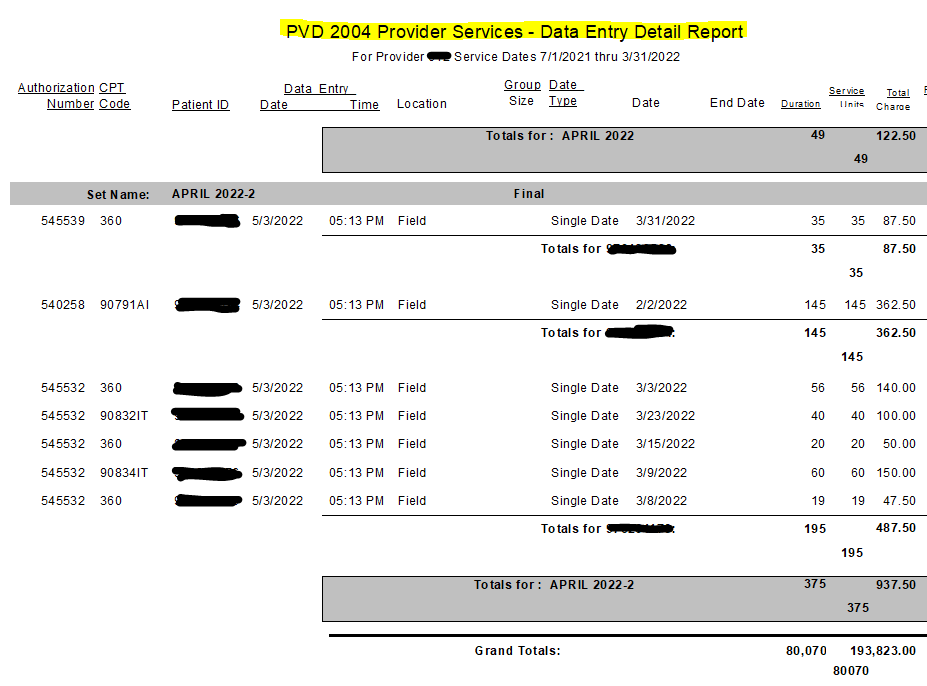 PVD 2004 Provider Services - Data Entry Detail Report
For Provider Service Dates 7/1/2021 thru 3/31/2022
Authorization Number CPT Code Patient ID Data Entry Date Time Location Group Size Date Type Date End Date Duration Service Units Total Charge
Totals for : APRIL 2022 49 122.50
49
Set Name: APRIL 2022-2 Final
545539 360 5/3/2022 05:13 PM Field Single Date 3/31/2022 35 35 87.50
Totals for 35 87.50
35
540258 90791AI 5/3/2022 05:13 PM Field Single Date 2/2/2022 145 145 362.50
Totals for 145 362.50
145
545532 360 5/3/2022 05:13 PM Field Single Date 3/3/2022 56 56 140.00
545532 90832IT 5/3/2022 05:13 PM Field Single Date 3/23/2022 40 40 100.00
545532 360 5/3/2022 05:13 PM Field Single Date 3/15/2022 20 20 50.00
545532 90834IT 5/3/2022 05:13 PM Field Single Date 3/9/2022 60 60 150.00
545532 360 5/3/2022 05:13 PM Field Single Date 3/8/2022 19 19 47.50
Totals for 195 487.50
195
Totals for : APRIL 2022-2 375 937.50
375
Grand Totals: 80,070 193,823.00
80070